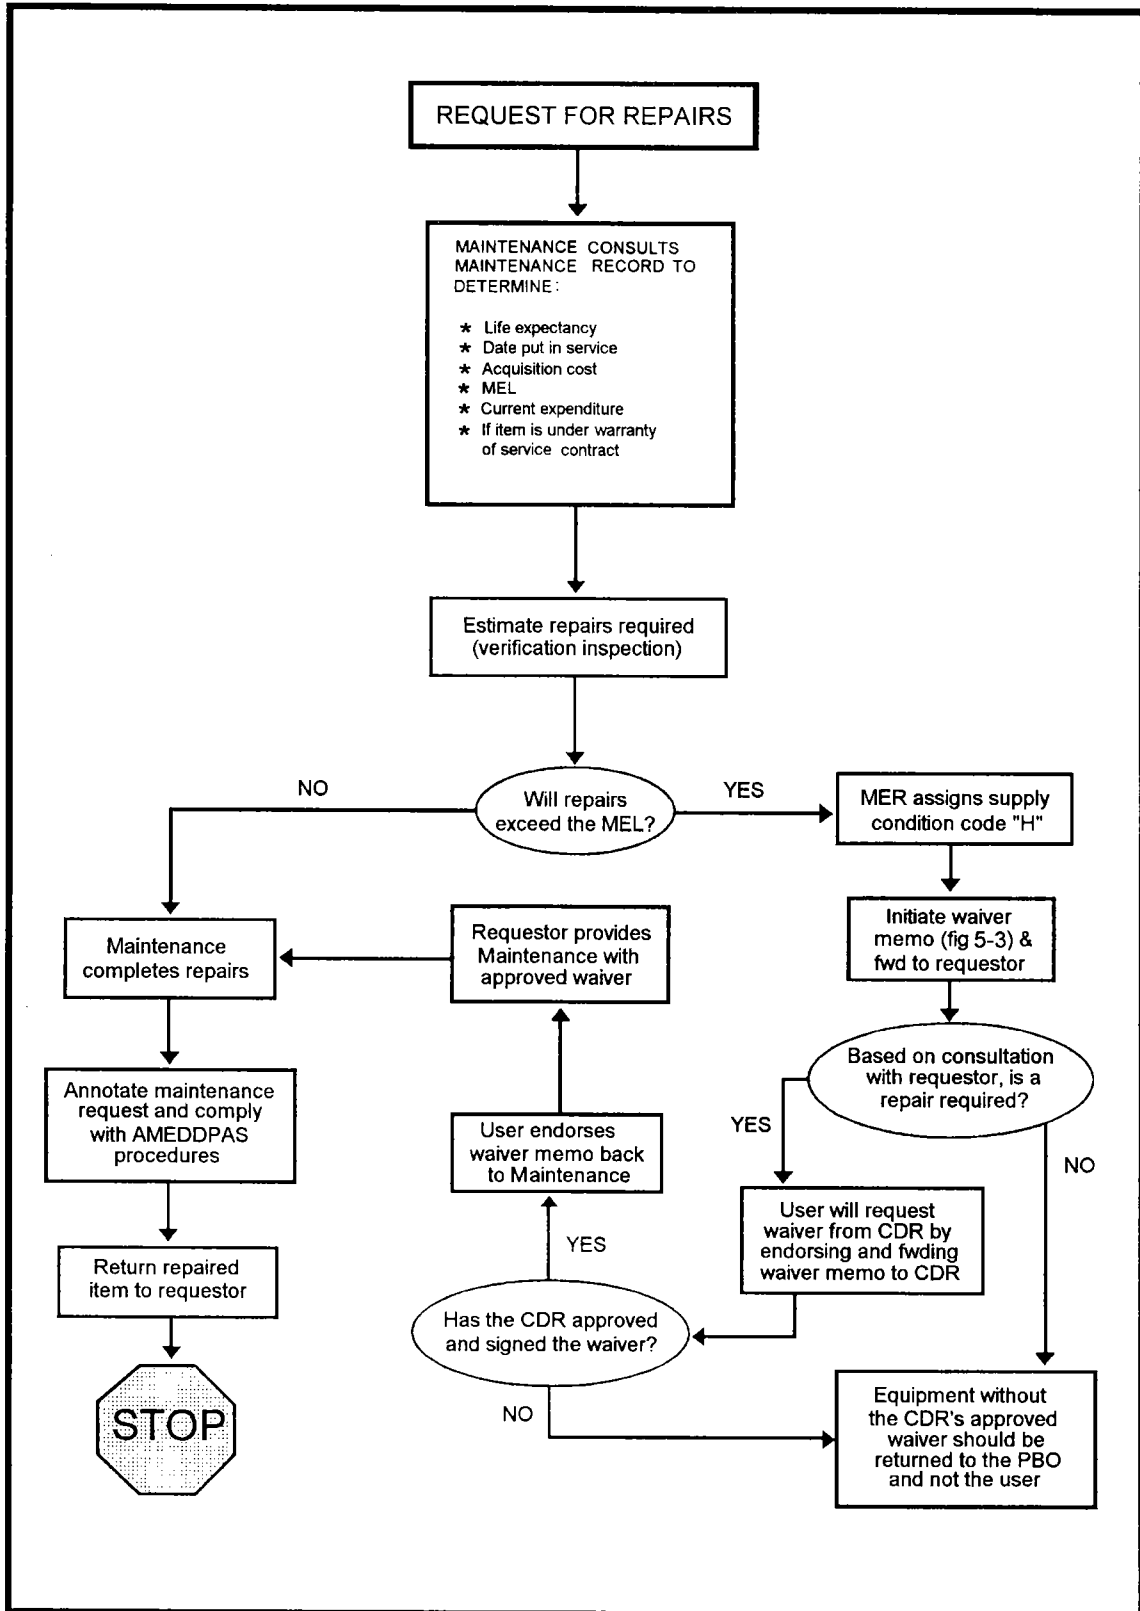 REQUEST FOR REPAIRS
MAINTENANCE CONSULTS
MAINTENANCE RECORD TO
DETERMINE:
* Life expectancy
* Date put in service
* Acquisition cost
* MEL
* Current expenditure
* If item is under warranty
of service contract
Estimate repairs required
(verification inspection)
Will repairs
exceed the MEL?
NO
YES
MER assigns supply
condition code "H"
Initiate waiver
memo (fig 5-3) &
fwd to requestor
Based on consultation
with requestor, is a
repair required?
YES
NO
User will request
waiver from CDR by
endorsing and fwding
waiver memo to CDR
Has the CDR approved
and signed the waiver?
YES
NO
User endorses
waiver memo back
to Maintenance
Requestor provides
Maintenance with
approved waiver
Maintenance
completes repairs
Annotate maintenance
request and comply
with AMEDDPAS
procedures
Return repaired
item to requestor
STOP
Equipment without
the CDR's approved
waiver should be
returned to the PBO
and not the user